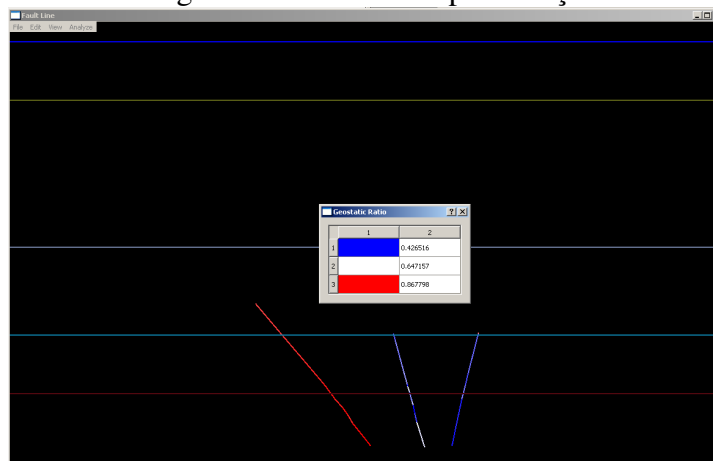 Fault Line
File Edit View Analyze
Geostatic Ratio
1 2
1 0.426516
2 0.647157
3 0.867798